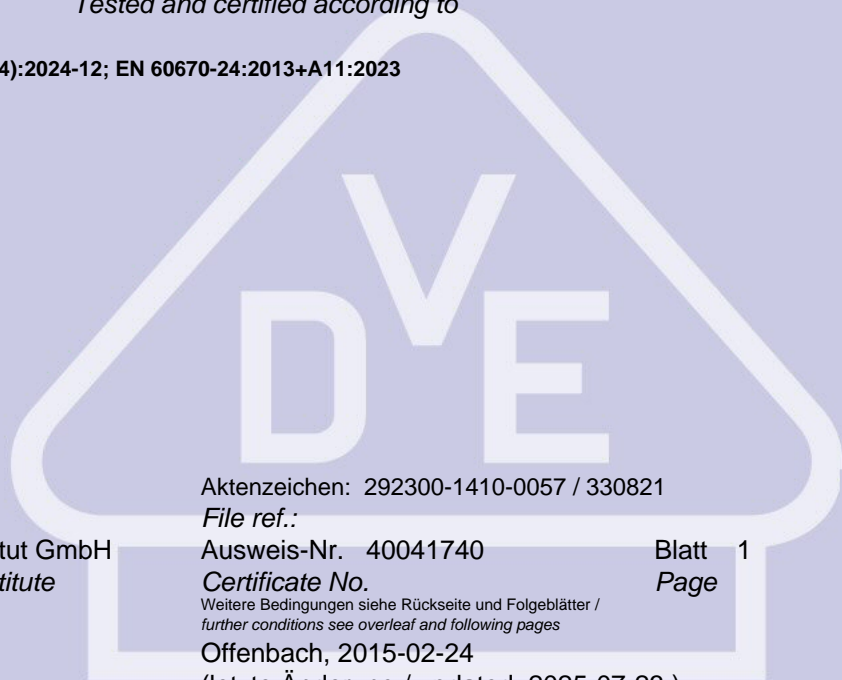 Tested and certified according to
4):2024-12; EN 60670-24:2013+A11:2023
D V E
Aktenzeichen: 292300-1410-0057 / 330821
File ref.:
tut GmbH Ausweis-Nr. 40041740 Blatt 1
titute Certificate No. Page
Weitere Bedingungen siehe Rückseite und Folgeblätter /
further conditions see overleaf and following pages
Offenbach, 2015-02-24